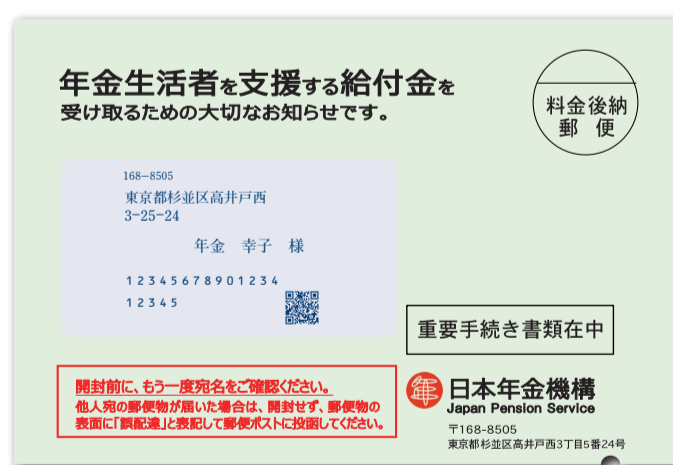 年金生活者を支援する給付金を
受け取るための大切なお知らせです。
料金後納
郵 便
168−8505
東京都杉並区高井戸西
3−25−24
年金 幸子 様
12345678901234
12345
重要手続き書類在中
開封前に、もう一度宛名をご確認ください。
他人宛の郵便物が届いた場合は、開封せず、郵便物の
表面に「誤配達」と表記して郵便ポストに投函してください。
日本年金機構
Japan Pension Service
〒168-8505
東京都杉並区高井戸西3丁目5番24号